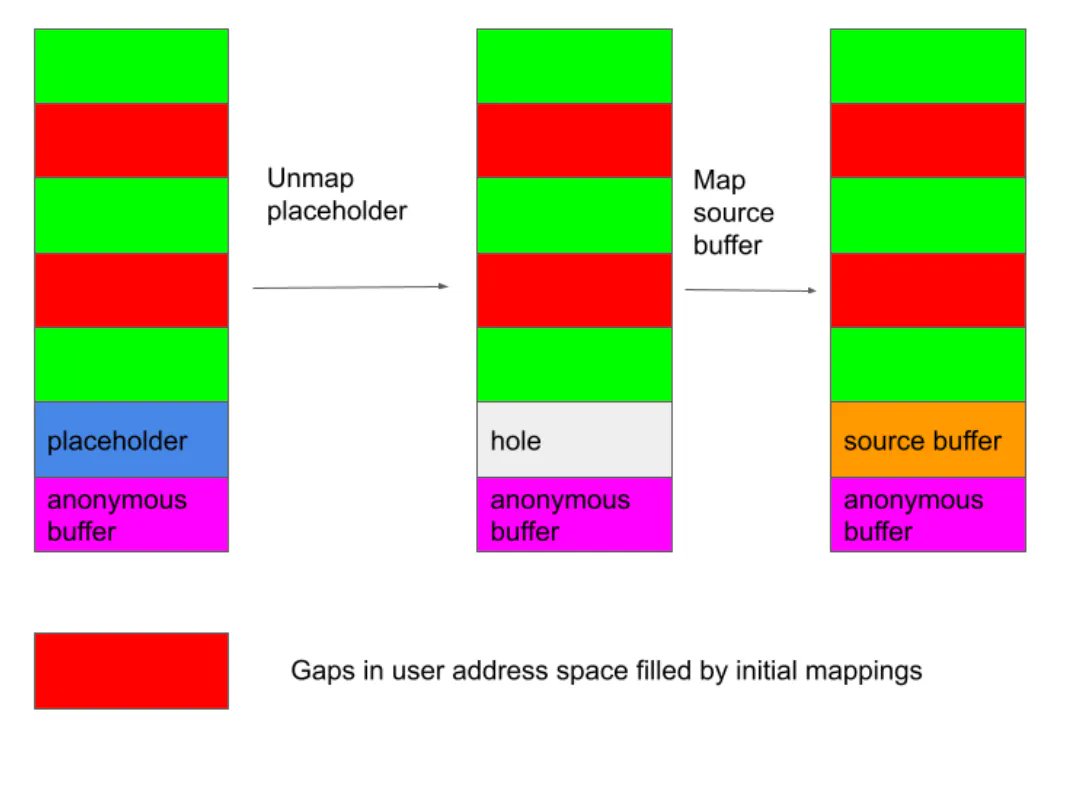 Unmap
placeholder
Map
source
buffer
placeholder
hole
source buffer
anonymous
buffer
anonymous
buffer
anonymous
buffer
Gaps in user address space filled by initial mappings